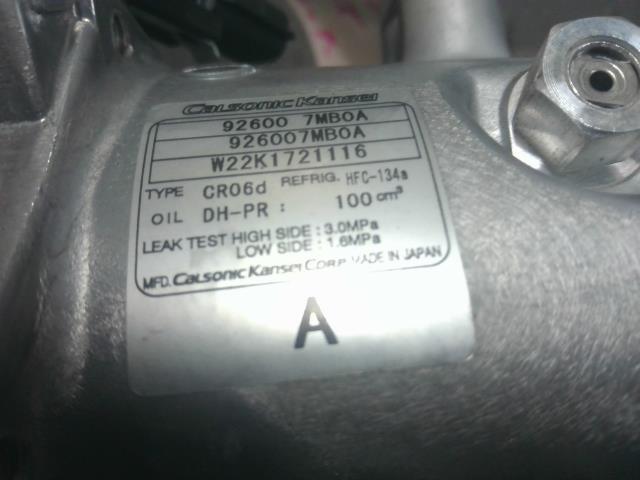 CALSONIC KANSEI
92600 7MB0A
926007MB0A
W22K1721116
TYPE CR06d REFRIG. HFC-134a
OIL DH-PR : 100 cm³
LEAK TEST HIGH SIDE : 3.0MPa
LOW SIDE : 1.6MPa
MFD. CALSONIC KANSEI CORP. MADE IN JAPAN
A